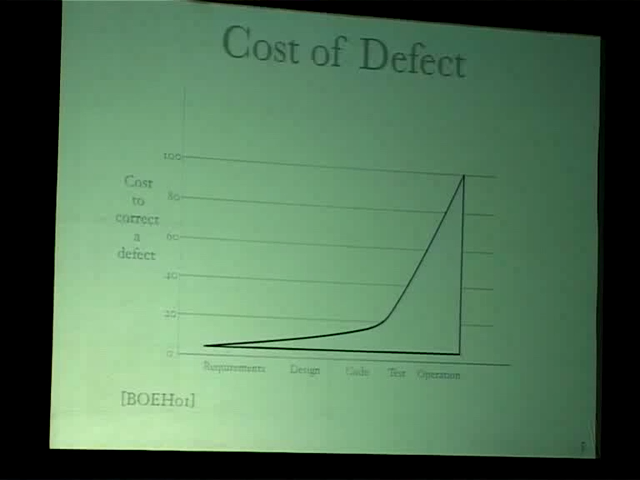 Cost of Defect
100
Cost
to
correct
a
defect
80
60
40
20
0
Requirements Design Code Test Operation
[BOEH01]